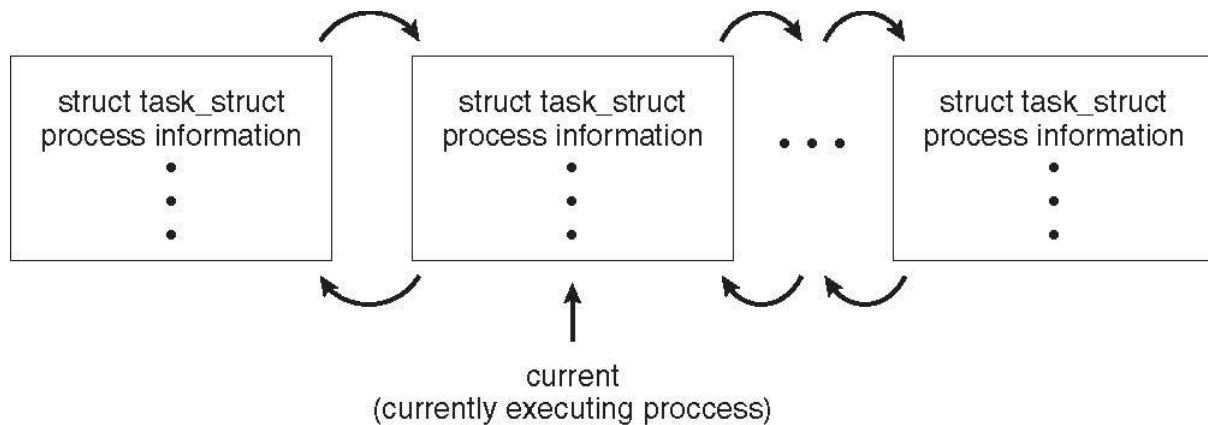 struct task_struct
process information
struct task_struct
process information
struct task_struct
process information
current
(currently executing proccess)